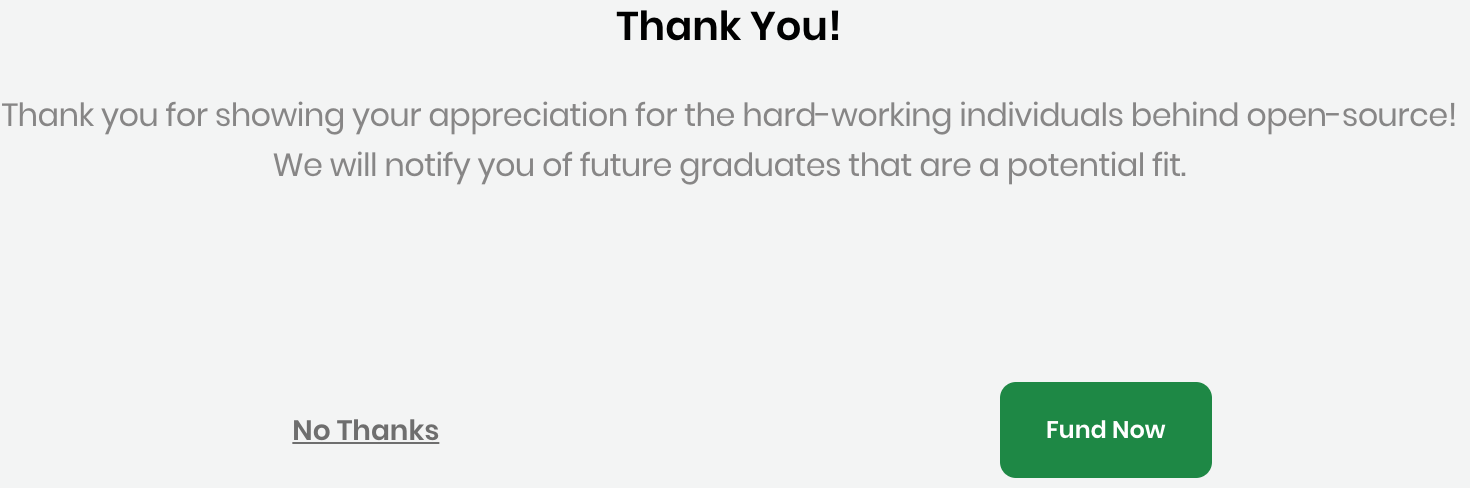 Thank You!
Thank you for showing your appreciation for the hard-working individuals behind open-source!
We will notify you of future graduates that are a potential fit.
No Thanks
Fund Now